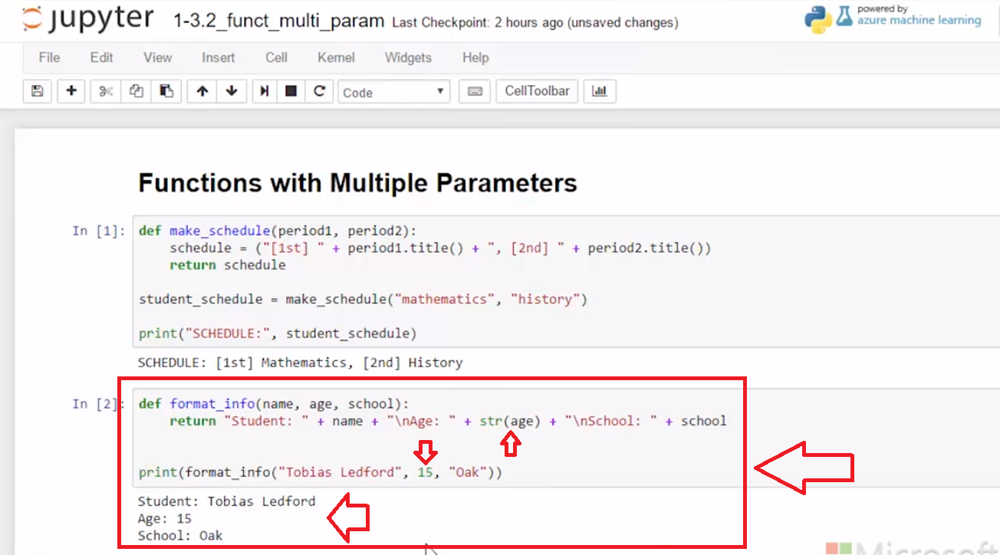 jupyter 1-3.2_funct_multi_param Last Checkpoint: 2 hours ago (unsaved changes)
powered by
azure machine learning
File Edit View Insert Cell Kernel Widgets Help
Code CellToolbar
Functions with Multiple Parameters
In [1]: def make_schedule(period1, period2):
schedule = ("[1st] " + period1.title() + ", [2nd] " + period2.title())
return schedule
student_schedule = make_schedule("mathematics", "history")
print("SCHEDULE:", student_schedule)
SCHEDULE: [1st] Mathematics, [2nd] History
In [2]: def format_info(name, age, school):
return "Student: " + name + "\nAge: " + str(age) + "\nSchool: " + school
print(format_info("Tobias Ledford", 15, "Oak"))
Student: Tobias Ledford
Age: 15
School: Oak
Microsoft